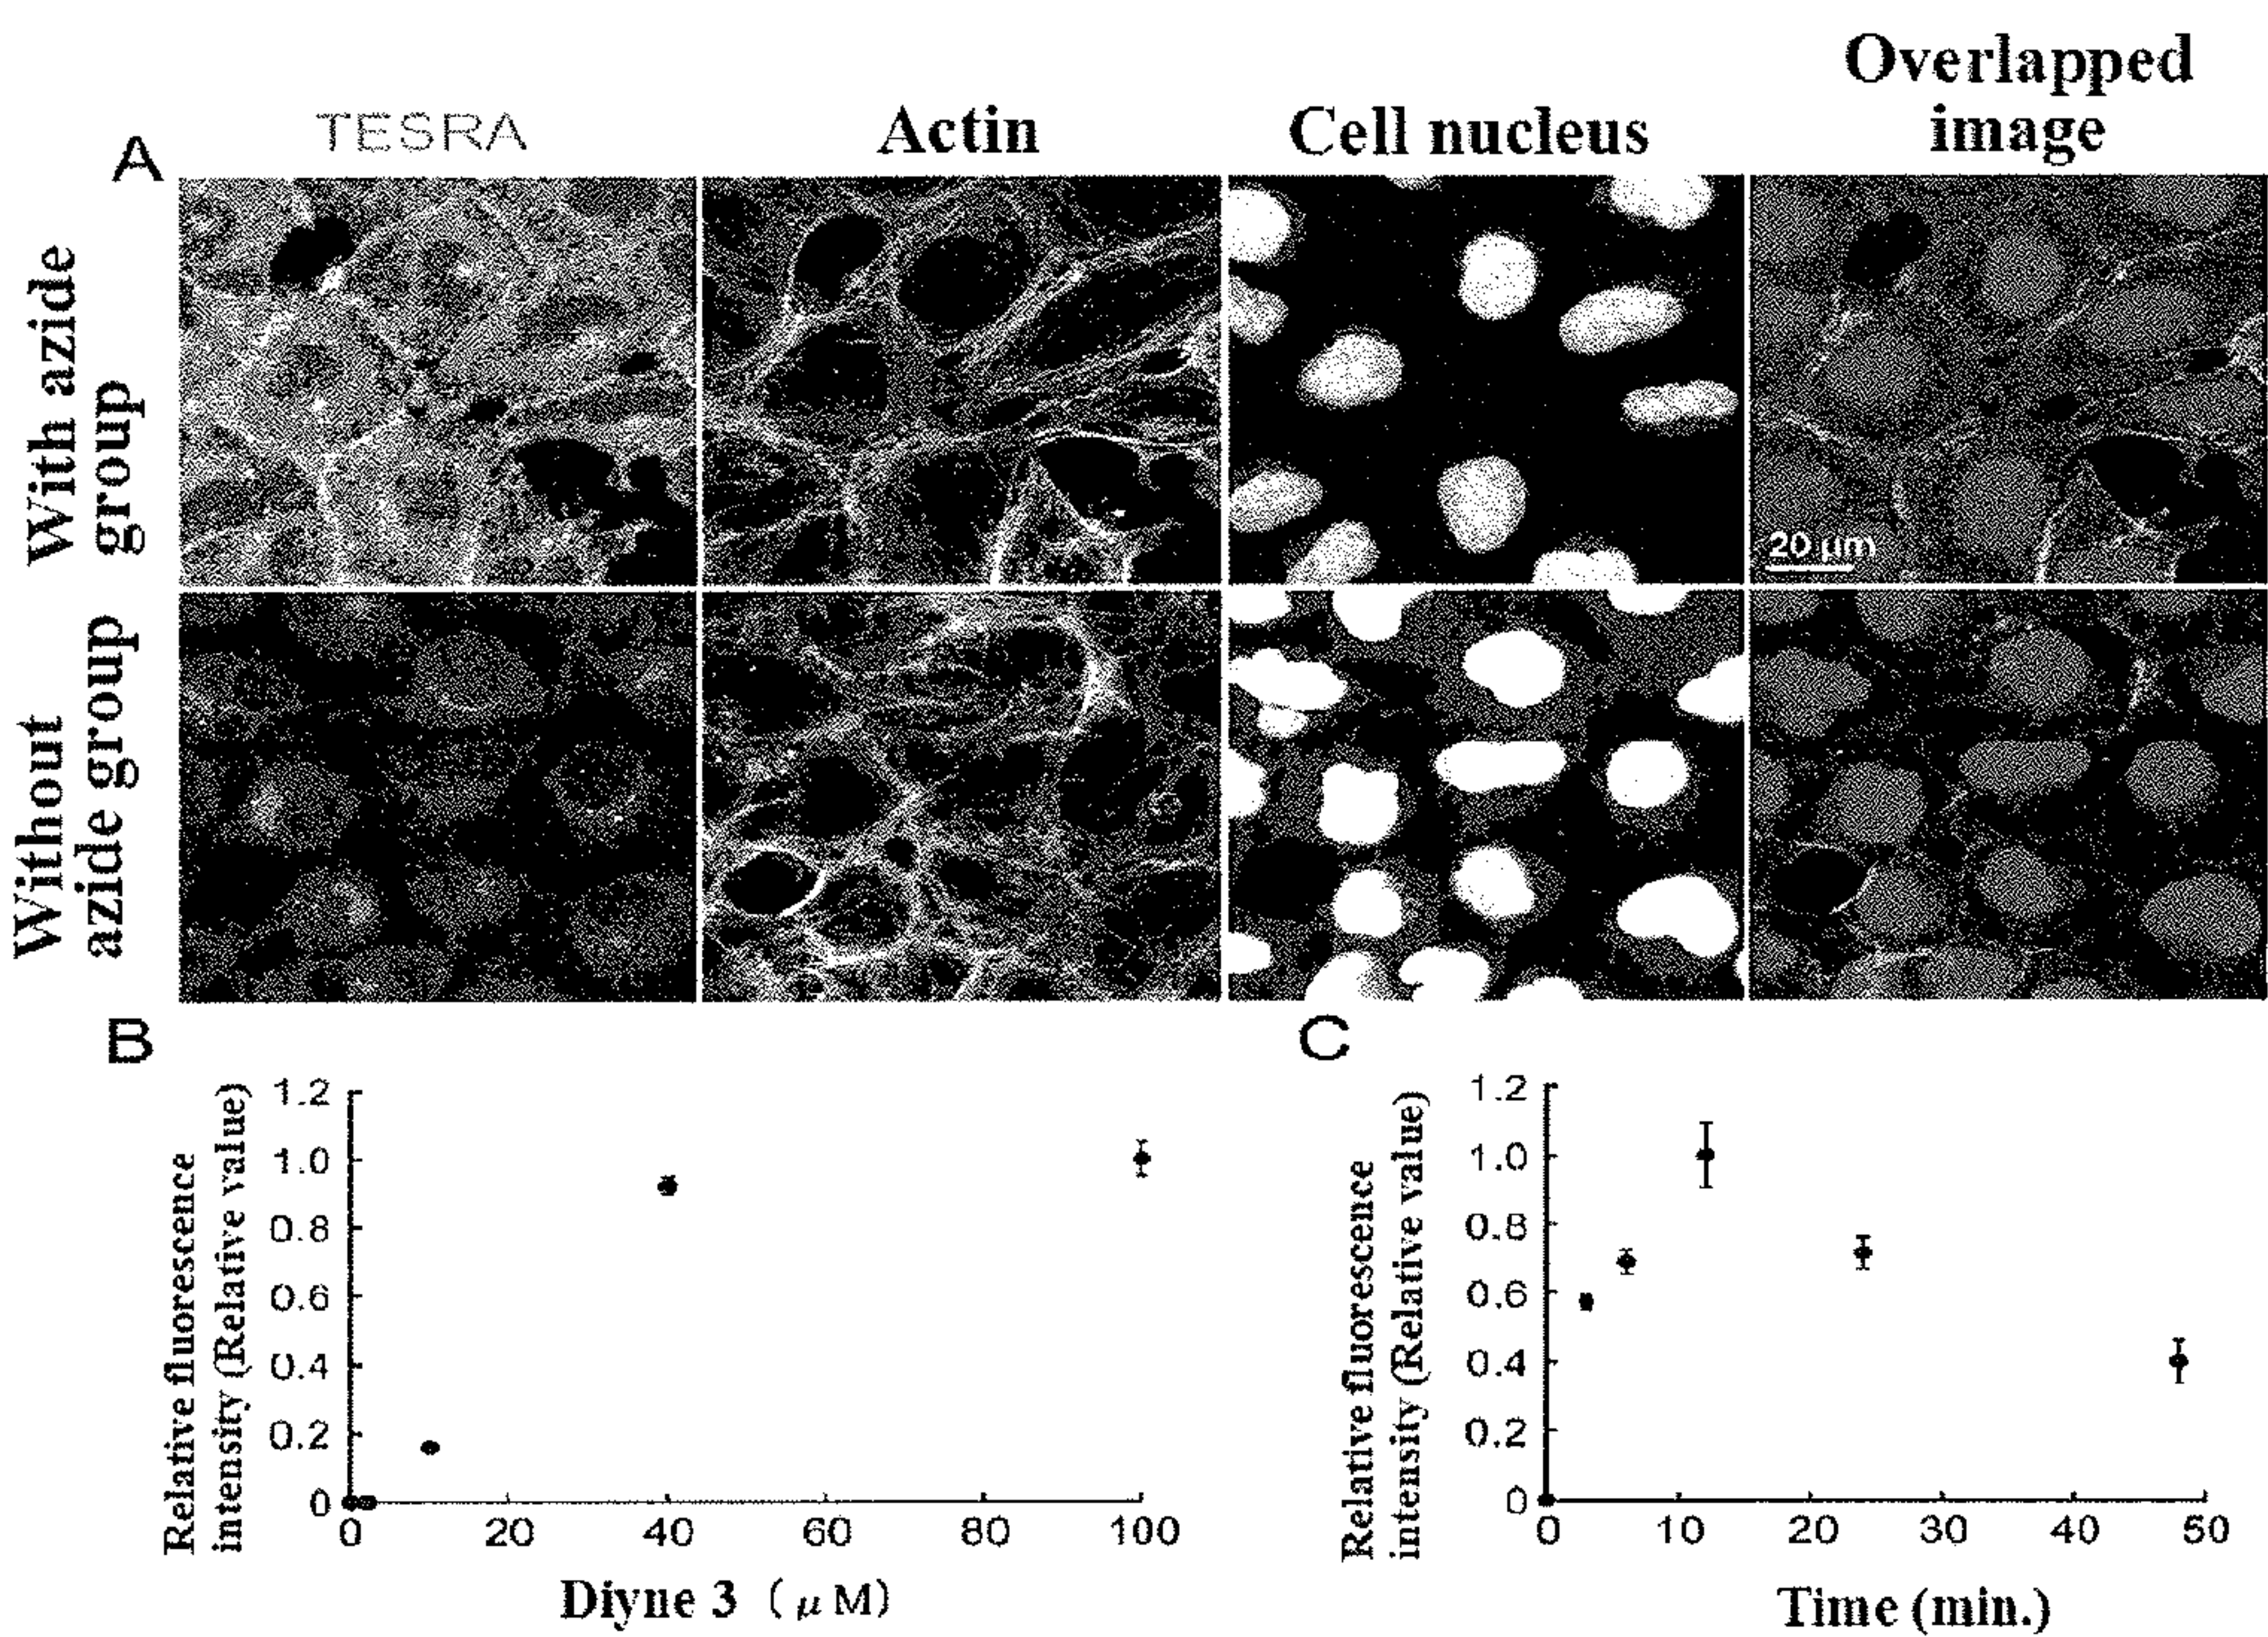 Overlapped
image
TESRA
Actin
Cell nucleus
A
With azide
group
20 μm
Without
azide group
B
Relative fluorescence
intensity (Relative value)
1.2
1.0
0.8
0.6
0.4
0.2
0
0 20 40 60 80 100
Diyne 3 (μM)
C
Relative fluorescence
intensity (Relative value)
1.2
1.0
0.8
0.6
0.4
0.2
0
0 10 20 30 40 50
Time (min.)